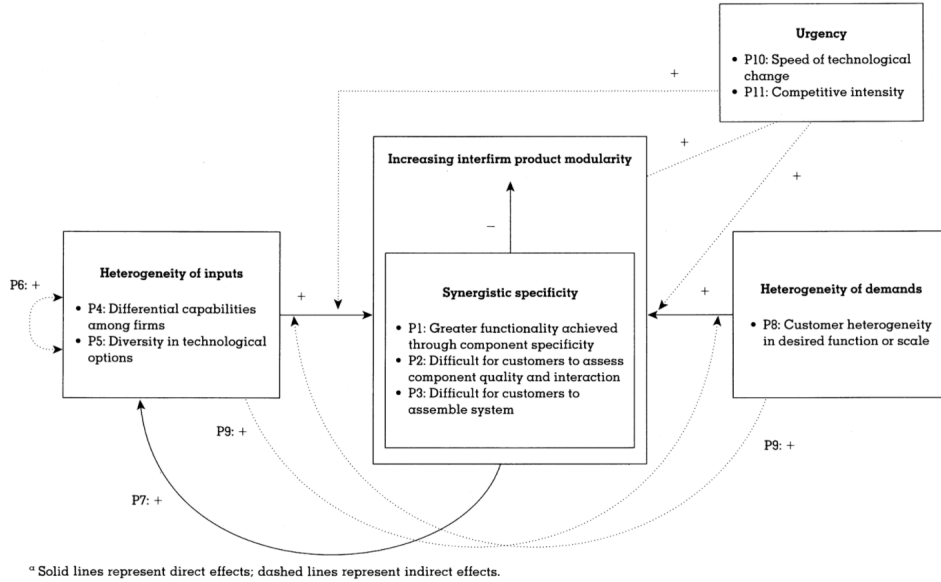 Urgency
• P10: Speed of technological
change
• P11: Competitive intensity
+
+
+
Increasing interfirm product modularity
–
Heterogeneity of inputs
• P4: Differential capabilities
among firms
• P5: Diversity in technological
options
P6: +
+
Synergistic specificity
• P1: Greater functionality achieved
through component specificity
• P2: Difficult for customers to assess
component quality and interaction
• P3: Difficult for customers to
assemble system
+
Heterogeneity of demands
• P8: Customer heterogeneity
in desired function or scale
P9: +
P9: +
P7: +
ᵃ Solid lines represent direct effects; dashed lines represent indirect effects.